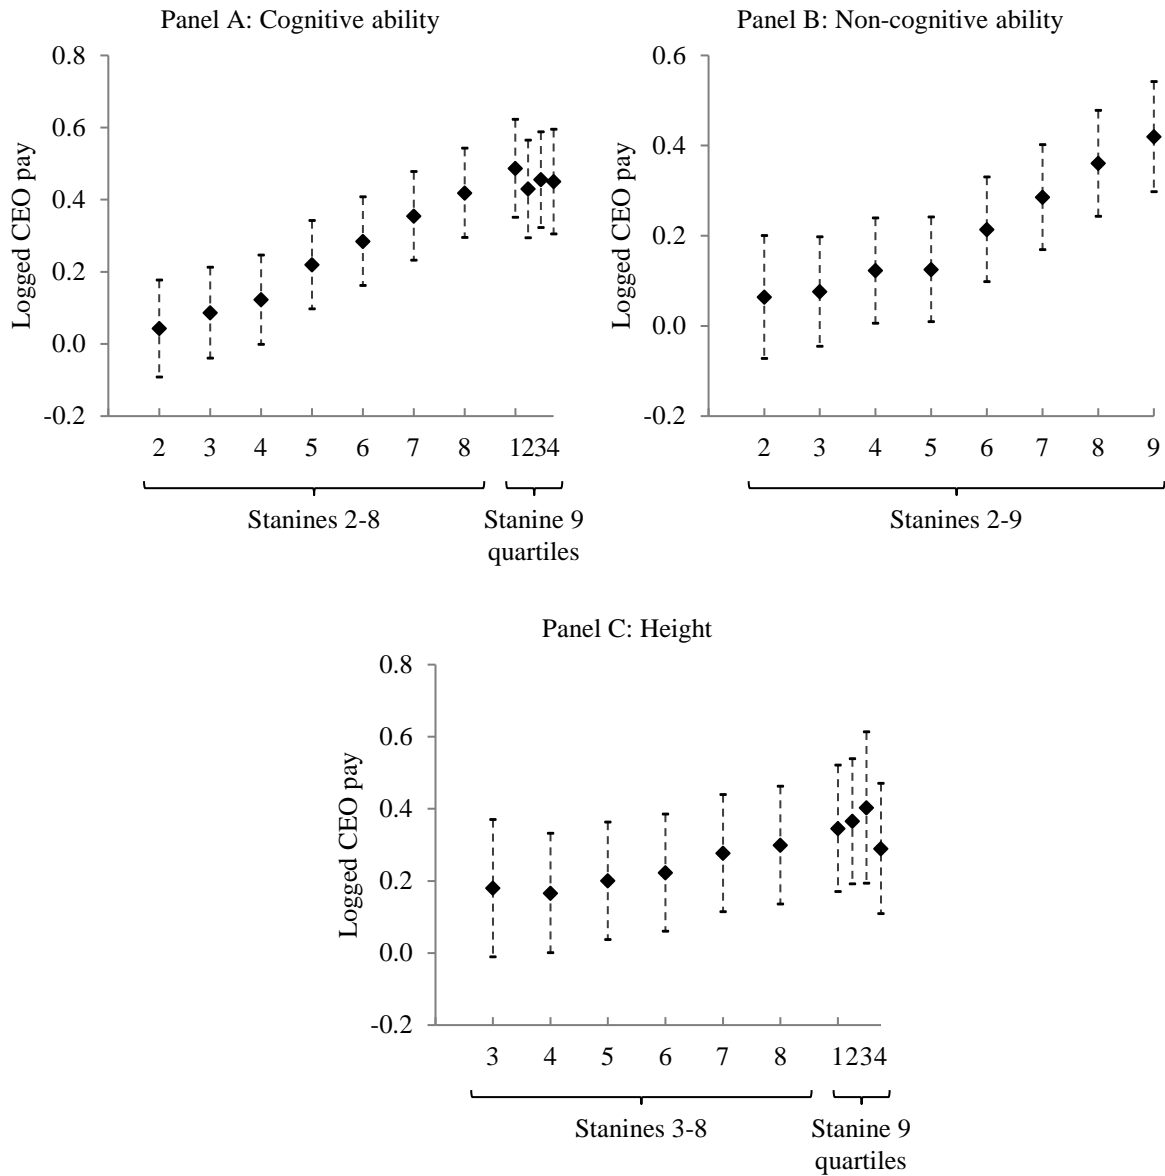 Panel A: Cognitive ability
Logged CEO pay
0.8
0.6
0.4
0.2
0.0
-0.2
2 3 4 5 6 7 8 1234
Stanines 2-8
Stanine 9
quartiles
Panel B: Non-cognitive ability
Logged CEO pay
0.6
0.4
0.2
0.0
-0.2
2 3 4 5 6 7 8 9
Stanines 2-9
Panel C: Height
Logged CEO pay
0.8
0.6
0.4
0.2
0.0
-0.2
3 4 5 6 7 8 1234
Stanines 3-8
Stanine 9
quartiles